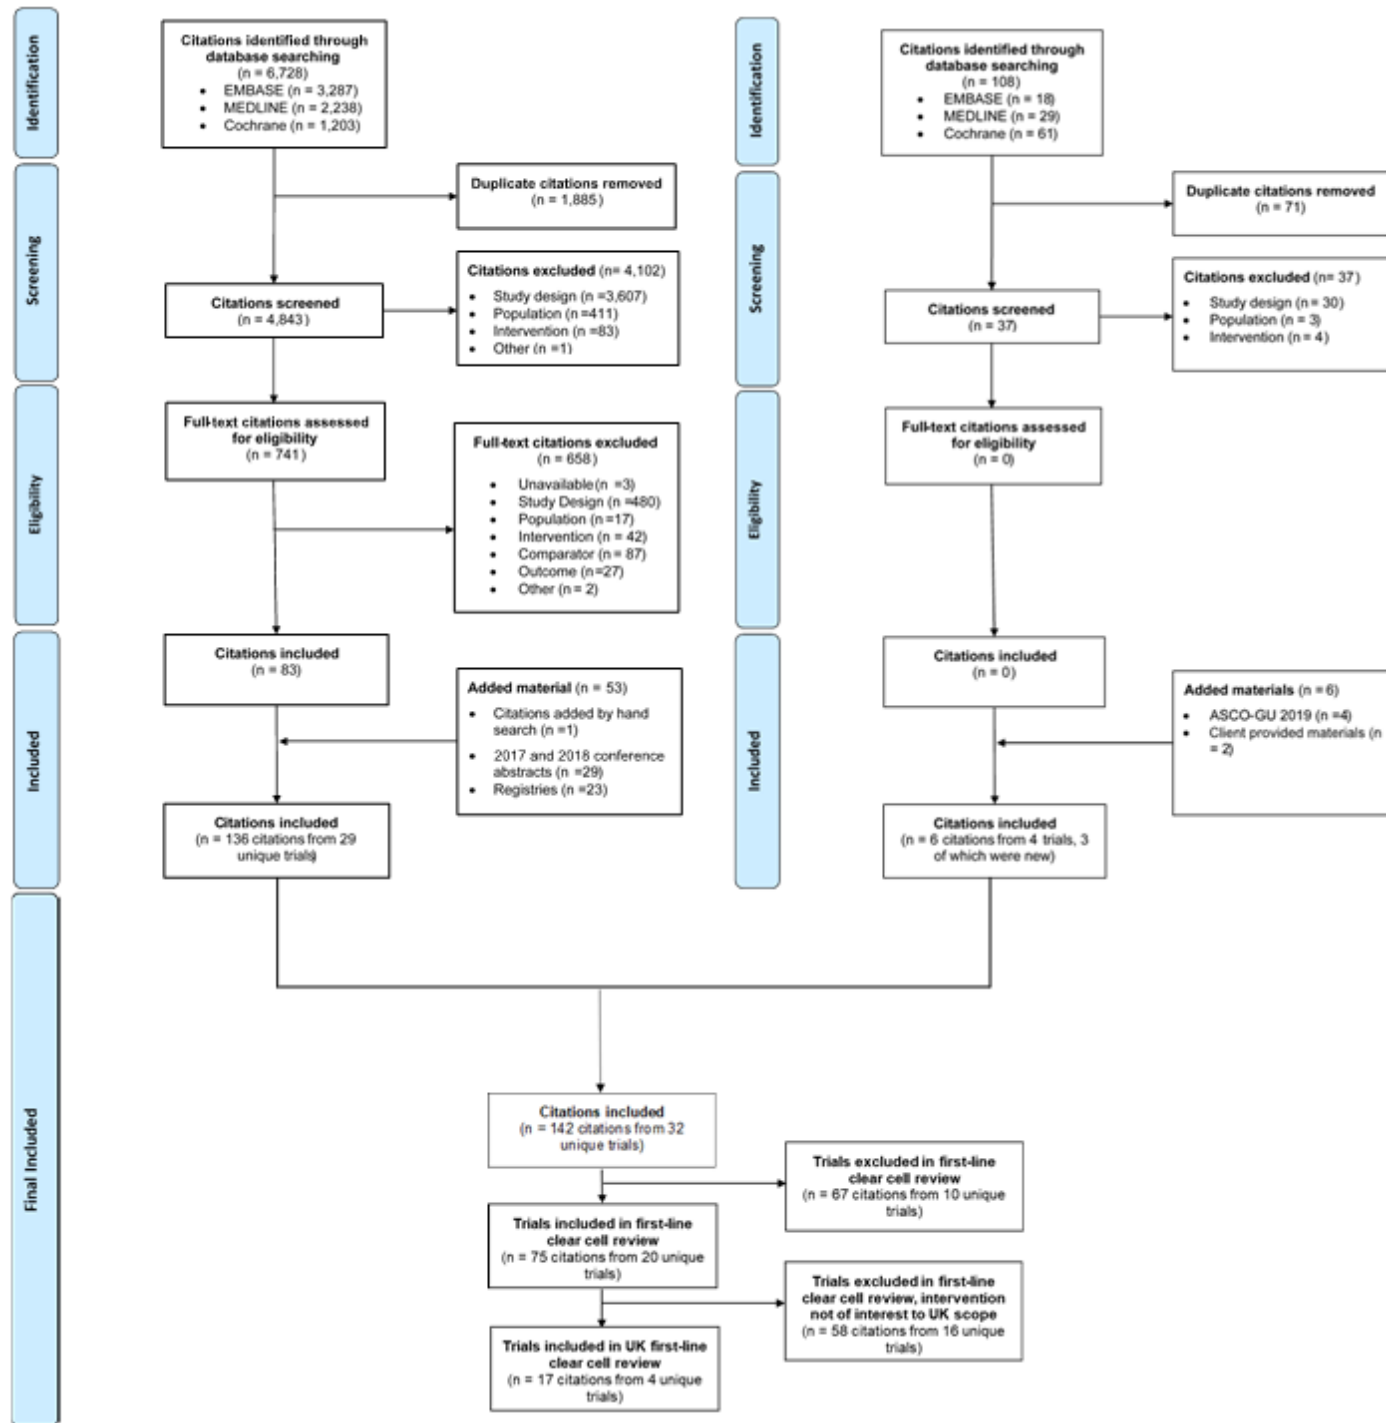 Identification
Citations identified through
database searching
(n = 6,728)
• EMBASE (n = 3,287)
• MEDLINE (n = 2,238)
• Cochrane (n = 1,203)
Screening
Duplicate citations removed
(n = 1,885)
Citations excluded (n= 4,102)
• Study design (n =3,607)
• Population (n =411)
• Intervention (n =83)
• Other (n =1)
Citations screened
(n = 4,843)
Eligibility
Full-text citations assessed
for eligibility
(n = 741)
Full-text citations excluded
(n = 658)
• Unavailable (n =3)
• Study Design (n =480)
• Population (n =17)
• Intervention (n = 42)
• Comparator (n = 87)
• Outcome (n =27)
• Other (n = 2)
Included
Citations included
(n = 83)
Added material (n = 53)
• Citations added by hand
search (n =1)
• 2017 and 2018 conference
abstracts (n =29)
• Registries (n =23)
Citations included
(n = 136 citations from 29
unique trials)
Identification
Citations identified through
database searching
(n = 108)
• EMBASE (n = 18)
• MEDLINE (n = 29)
• Cochrane (n = 61)
Screening
Duplicate citations removed
(n = 71)
Citations excluded (n= 37)
• Study design (n = 30)
• Population (n = 3)
• Intervention (n = 4)
Citations screened
(n = 37)
Eligibility
Full-text citations assessed
for eligibility
(n = 0)
Included
Citations included
(n = 0)
Added materials (n = 6)
• ASCO-GU 2019 (n =4)
• Client provided materials (n
= 2)
Citations included
(n = 6 citations from 4 trials, 3
of which were new)
Final Included
Citations included
(n = 142 citations from 32
unique trials)
Trials excluded in first-line
clear cell review
(n = 67 citations from 10 unique
trials)
Trials included in first-line
clear cell review
(n = 75 citations from 20 unique
trials)
Trials excluded in first-line
clear cell review, intervention
not of interest to UK scope
(n = 58 citations from 16 unique
trials)
Trials included in UK first-line
clear cell review
(n = 17 citations from 4 unique
trials)